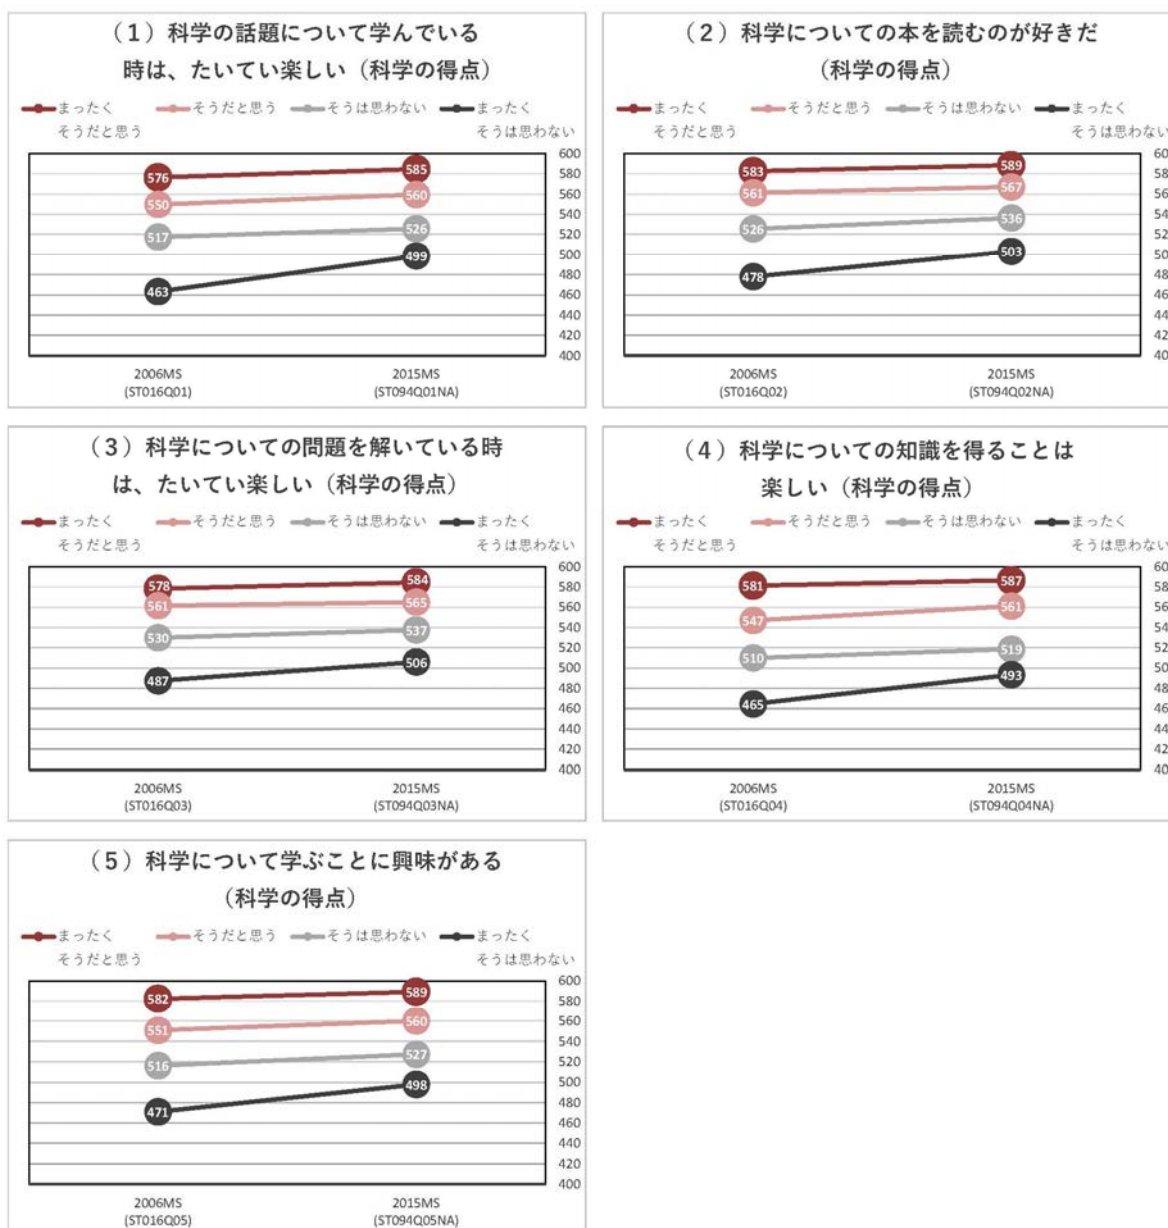 （１）科学の話題について学んでいる
時は、たいてい楽しい（科学の得点）
まったく そうだと思う そうは思わない まったく
そうだと思う そうは思わない
600
580
560
540
520
500
480
460
440
420
400
576 585
550 560
517 526
463 499
2006MS 2015MS
(ST016Q01) (ST094Q01NA)
（２）科学についての本を読むのが好きだ
（科学の得点）
まったく そうだと思う そうは思わない まったく
そうだと思う そうは思わない
583 589
561 567
526 536
478 503
2006MS 2015MS
(ST016Q02) (ST094Q02NA)
（３）科学についての問題を解いている時
は、たいてい楽しい（科学の得点）
まったく そうだと思う そうは思わない まったく
そうだと思う そうは思わない
600
580
560
540
520
500
480
460
440
420
400
578 584
561 565
530 537
487 506
2006MS 2015MS
(ST016Q03) (ST094Q03NA)
（４）科学についての知識を得ることは
楽しい（科学の得点）
まったく そうだと思う そうは思わない まったく
そうだと思う そうは思わない
581 587
547 561
510 519
465 493
2006MS 2015MS
(ST016Q04) (ST094Q04NA)
（５）科学について学ぶことに興味がある
（科学の得点）
まったく そうだと思う そうは思わない まったく
そうだと思う そうは思わない
600
580
560
540
520
500
480
460
440
420
400
582 589
551 560
516 527
471 498
2006MS 2015MS
(ST016Q05) (ST094Q05NA)